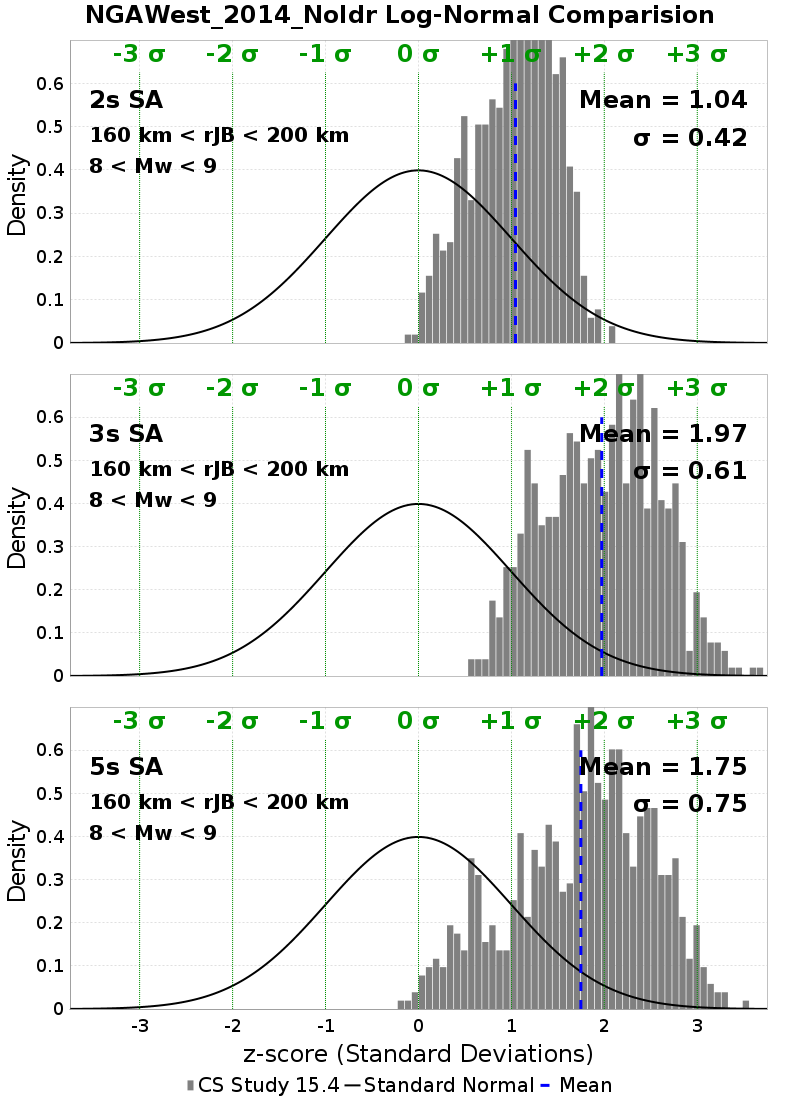 NGAWest_2014_NoIdr Log-Normal Comparision
-3 σ -2 σ -1 σ 0 σ +1 σ +2 σ +3 σ
2s SA Mean = 1.04
160 km < rJB < 200 km σ = 0.42
8 < Mw < 9
Density
0.6
0.5
0.4
0.3
0.2
0.1
0
-3 σ -2 σ -1 σ 0 σ +1 σ +2 σ +3 σ
3s SA Mean = 1.97
160 km < rJB < 200 km σ = 0.61
8 < Mw < 9
Density
0.6
0.5
0.4
0.3
0.2
0.1
0
-3 σ -2 σ -1 σ 0 σ +1 σ +2 σ +3 σ
5s SA Mean = 1.75
160 km < rJB < 200 km σ = 0.75
8 < Mw < 9
Density
0.6
0.5
0.4
0.3
0.2
0.1
0
-3 -2 -1 0 1 2 3
z-score (Standard Deviations)
CS Study 15.4 Standard Normal Mean